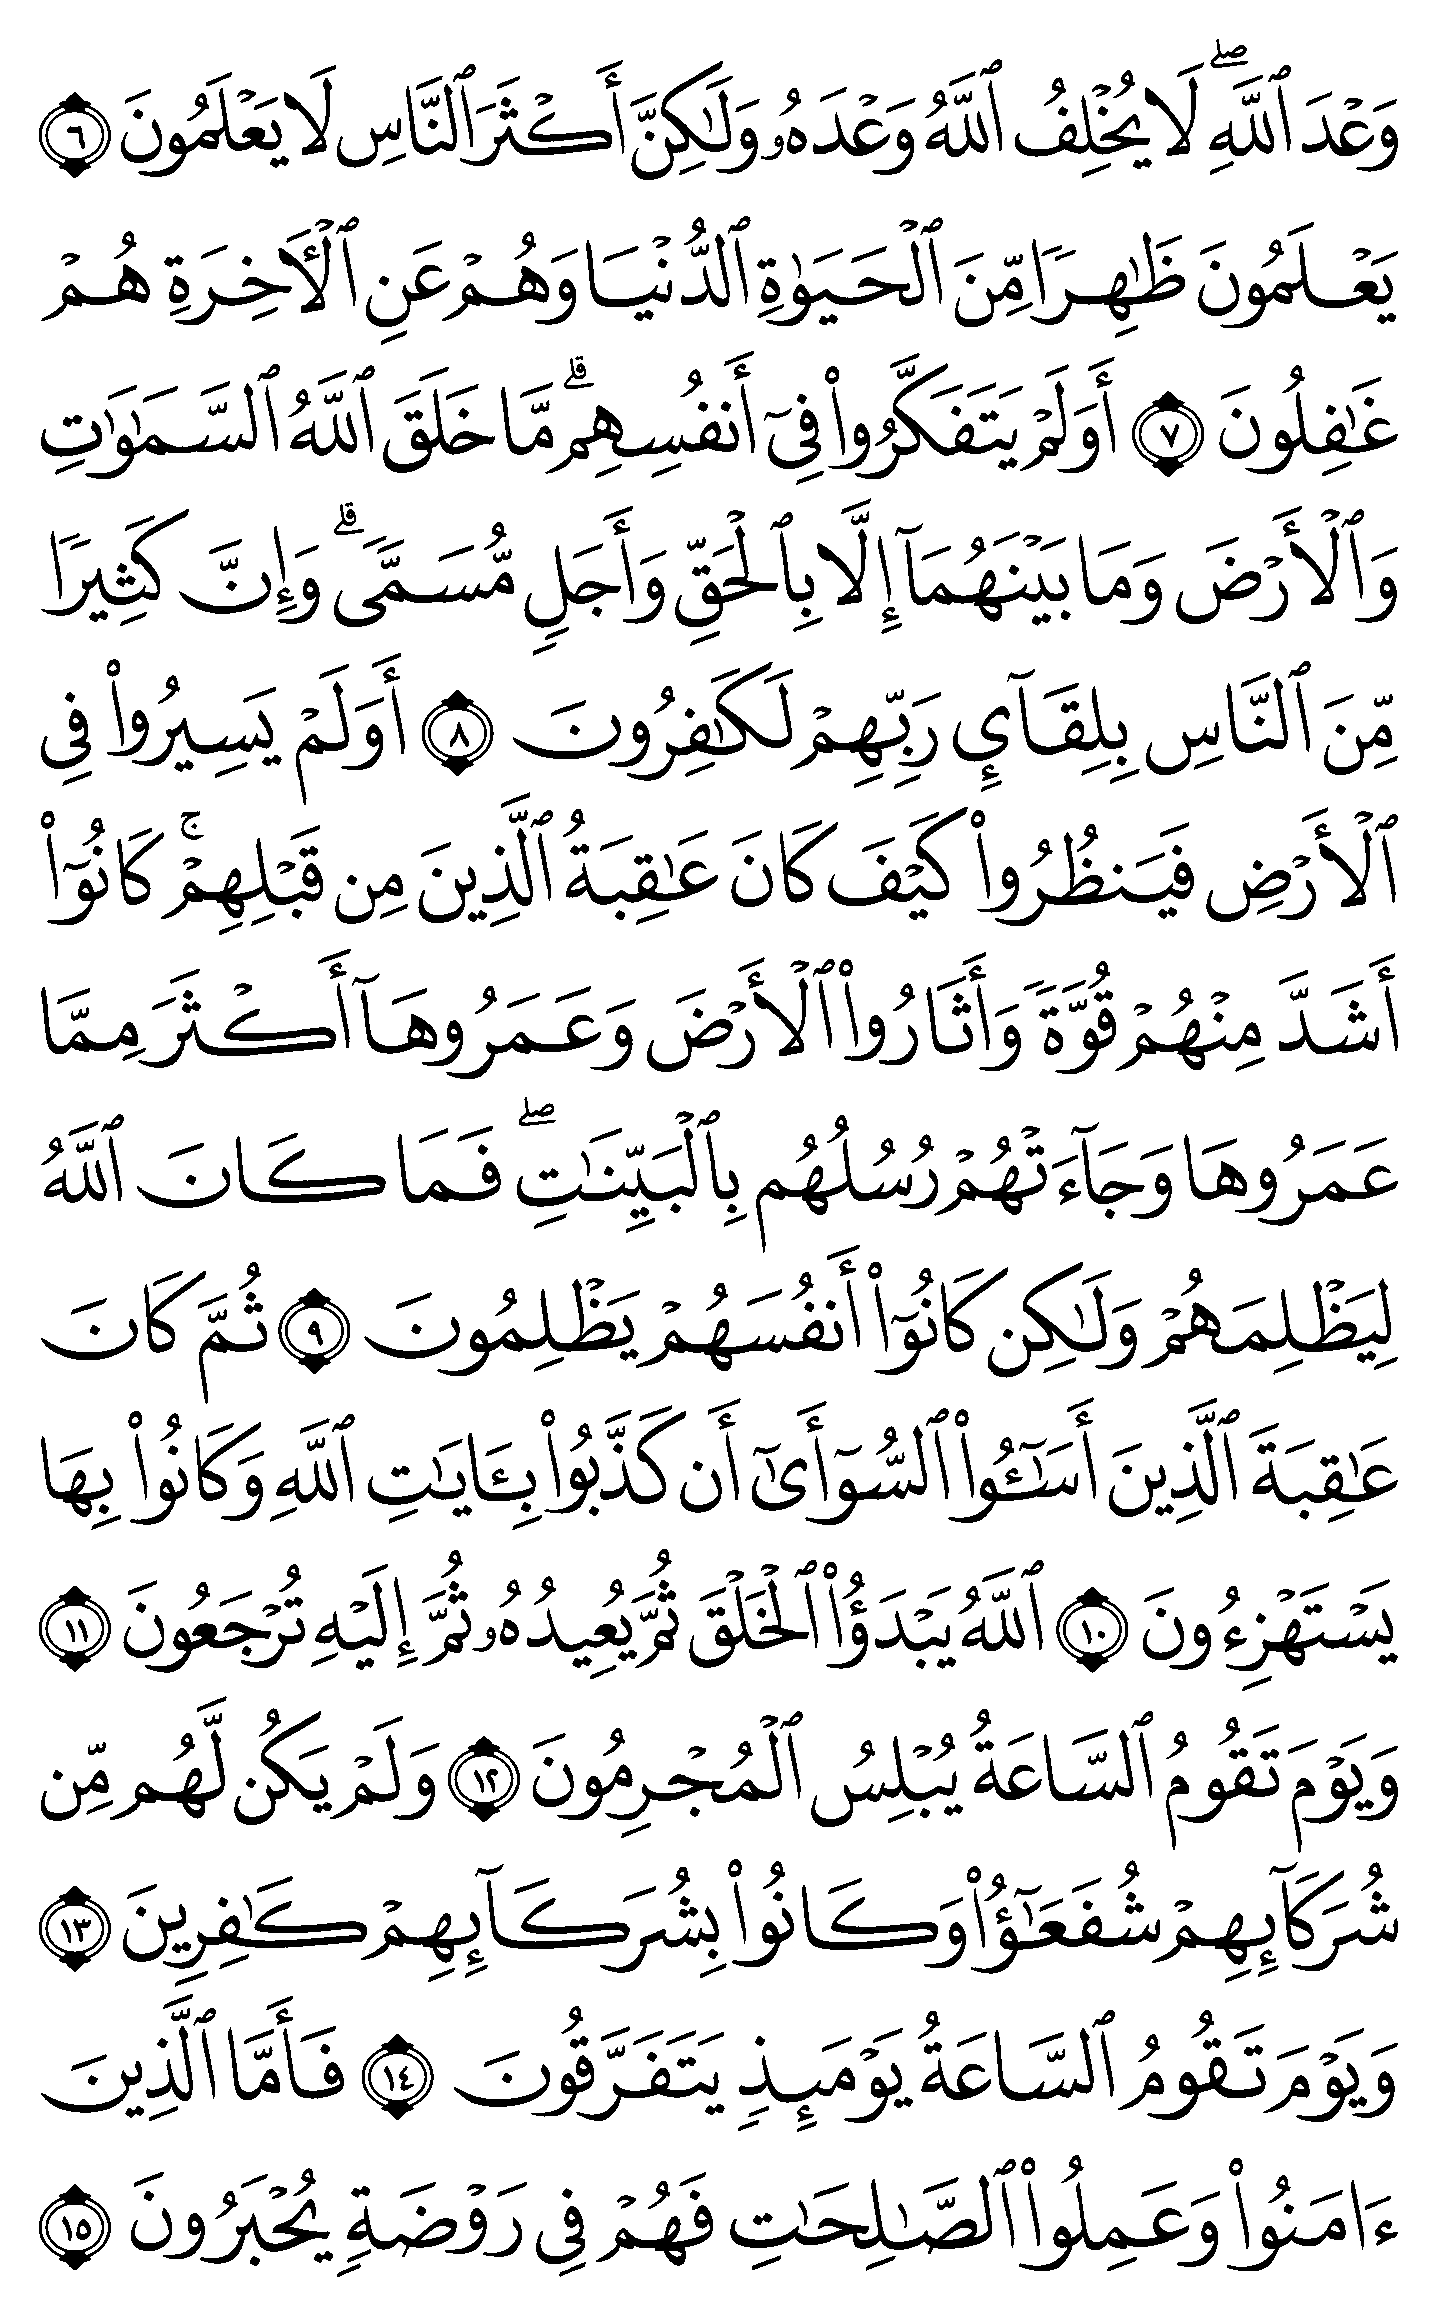 وَعۡدَ ٱللَّهِۖ لَا يُخۡلِفُ ٱللَّهُ وَعۡدَهُۥ وَلَٰكِنَّ أَكۡثَرَ ٱلنَّاسِ لَا يَعۡلَمُونَ ٦
يَعۡلَمُونَ ظَٰهِرٗا مِّنَ ٱلۡحَيَوٰةِ ٱلدُّنۡيَا وَهُمۡ عَنِ ٱلۡأٓخِرَةِ هُمۡ
غَٰفِلُونَ ٧ أَوَلَمۡ يَتَفَكَّرُواْ فِيٓ أَنفُسِهِمۗ مَّا خَلَقَ ٱللَّهُ ٱلسَّمَٰوَٰتِ
وَٱلۡأَرۡضَ وَمَا بَيۡنَهُمَآ إِلَّا بِٱلۡحَقِّ وَأَجَلٖ مُّسَمّٗىۗ وَإِنَّ كَثِيرٗا
مِّنَ ٱلنَّاسِ بِلِقَآيِٕ رَبِّهِمۡ لَكَٰفِرُونَ ٨ أَوَلَمۡ يَسِيرُواْ فِي
ٱلۡأَرۡضِ فَيَنظُرُواْ كَيۡفَ كَانَ عَٰقِبَةُ ٱلَّذِينَ مِن قَبۡلِهِمۡۚ كَانُوٓاْ
أَشَدَّ مِنۡهُمۡ قُوَّةٗ وَأَثَارُواْ ٱلۡأَرۡضَ وَعَمَرُوهَآ أَكۡثَرَ مِمَّا
عَمَرُوهَا وَجَآءَتۡهُمۡ رُسُلُهُم بِٱلۡبَيِّنَٰتِۖ فَمَا كَانَ ٱللَّهُ
لِيَظۡلِمَهُمۡ وَلَٰكِن كَانُوٓاْ أَنفُسَهُمۡ يَظۡلِمُونَ ٩ ثُمَّ كَانَ
عَٰقِبَةَ ٱلَّذِينَ أَسَٰٓـُٔواْ ٱلسُّوٓأَىٰٓ أَن كَذَّبُواْ بِـَٔايَٰتِ ٱللَّهِ وَكَانُواْ بِهَا
يَسۡتَهۡزِءُونَ ١٠ ٱللَّهُ يَبۡدَؤُاْ ٱلۡخَلۡقَ ثُمَّ يُعِيدُهُۥ ثُمَّ إِلَيۡهِ تُرۡجَعُونَ ١١
وَيَوۡمَ تَقُومُ ٱلسَّاعَةُ يُبۡلِسُ ٱلۡمُجۡرِمُونَ ١٢ وَلَمۡ يَكُن لَّهُم مِّن
شُرَكَآئِهِمۡ شُفَعَٰٓؤُاْ وَكَانُواْ بِشُرَكَآئِهِمۡ كَٰفِرِينَ ١٣
وَيَوۡمَ تَقُومُ ٱلسَّاعَةُ يَوۡمَئِذٖ يَتَفَرَّقُونَ ١٤ فَأَمَّا ٱلَّذِينَ
ءَامَنُواْ وَعَمِلُواْ ٱلصَّٰلِحَٰتِ فَهُمۡ فِي رَوۡضَةٖ يُحۡبَرُونَ ١٥